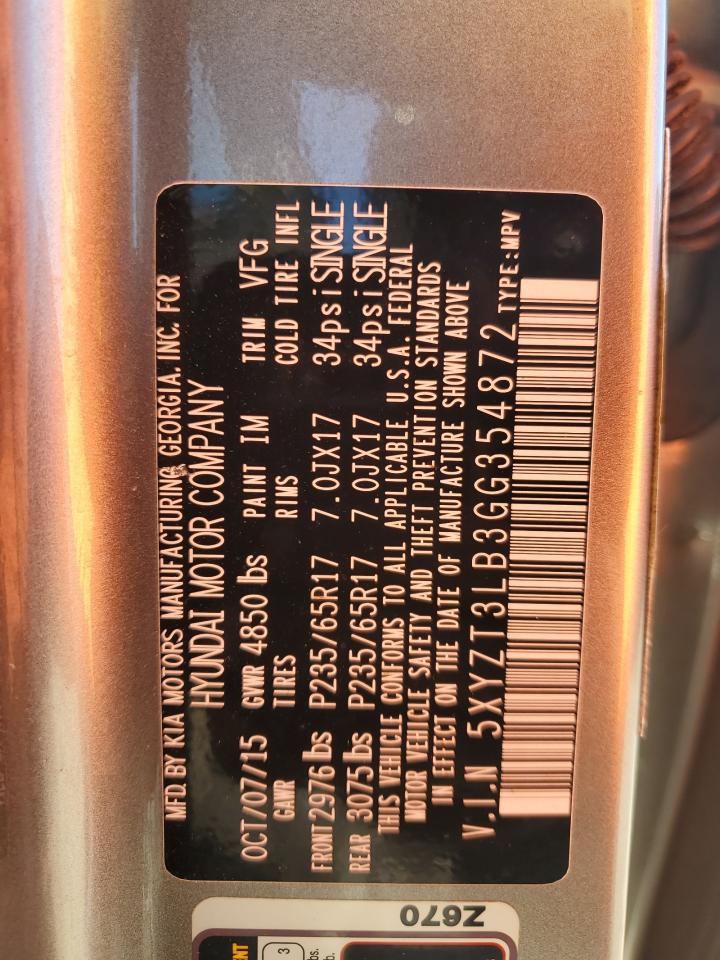 MFD. BY KIA MOTORS MANUFACTURING GEORGIA. INC. FOR
HYUNDAI MOTOR COMPANY
OCT/07/15 GVWR 4850 lbs PAINT IM TRIM VFG
GAWR TIRES RIMS COLD TIRE INFL
FRONT 2976 lbs P235/65R17 7.0JX17 34psi SINGLE
REAR 3075 lbs P235/65R17 7.0JX17 34psi SINGLE
THIS VEHICLE CONFORMS TO ALL APPLICABLE U.S.A. FEDERAL
MOTOR VEHICLE SAFETY AND THEFT PREVENTION STANDARDS
IN EFFECT ON THE DATE OF MANUFACTURE SHOWN ABOVE
V.I.N 5XYZT3LB3GG354872 TYPE:MPV
Z670
3